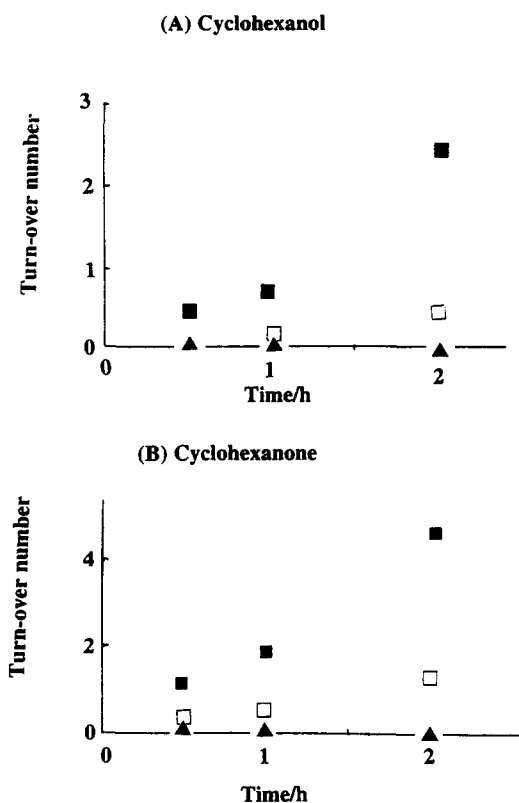 (A) Cyclohexanol
3
2
1
0
Turn-over number
0 1 2
Time/h
(B) Cyclohexanone
4
2
0
Turn-over number
0 1 2
Time/h